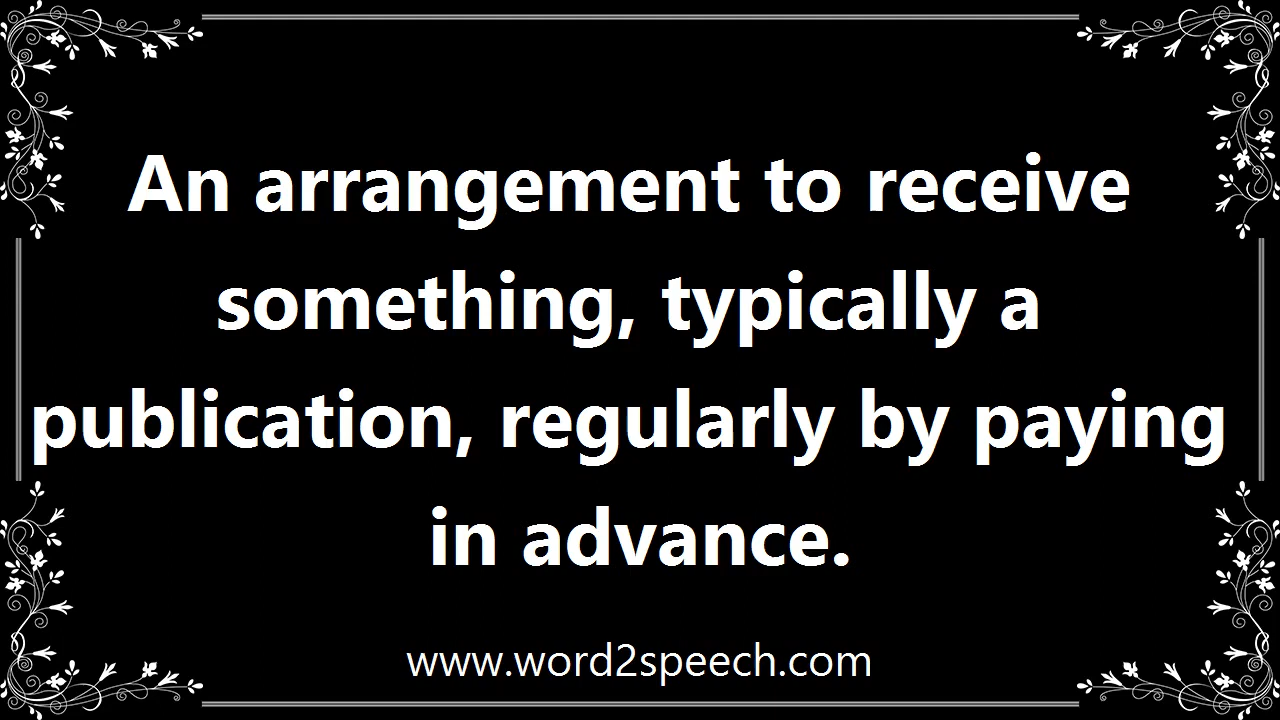 An arrangement to receive
something, typically a
publication, regularly by paying
in advance.
www.word2speech.com